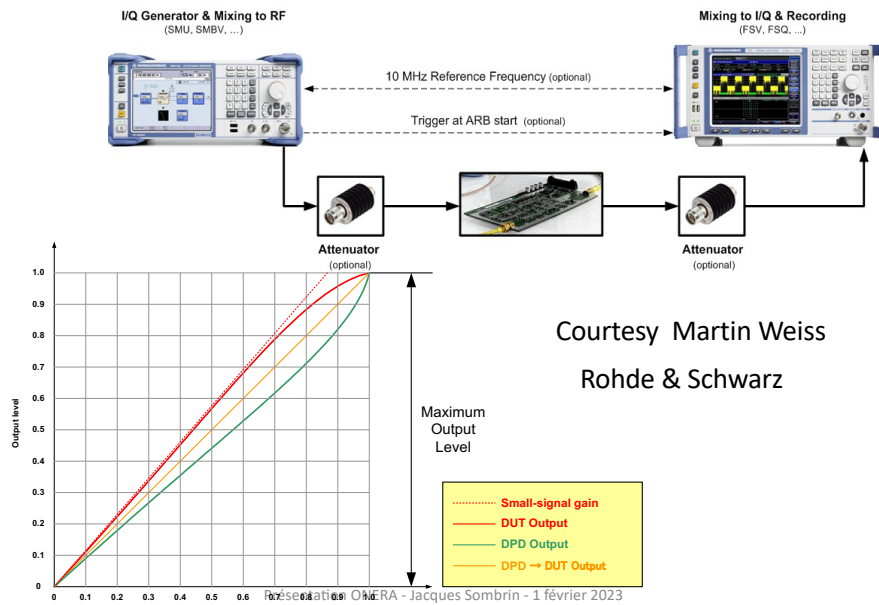 I/Q Generator & Mixing to RF
(SMU, SMBV, …)
Mixing to I/Q & Recording
(FSV, FSQ, ...)
10 MHz Reference Frequency (optional)
Trigger at ARB start (optional)
Attenuator
(optional)
Attenuator
(optional)
Courtesy Martin Weiss
Rohde & Schwarz
Output level
1.0
0.9
0.8
0.7
0.6
0.5
0.4
0.3
0.2
0.1
0
0 0.1 0.2 0.3 0.4 0.5 0.6 0.7 0.8 0.9 1.0
Maximum
Output
Level
Small-signal gain
DUT Output
DPD Output
DPD → DUT Output
Présentation ONERA - Jacques Sombrin - 1 février 2023